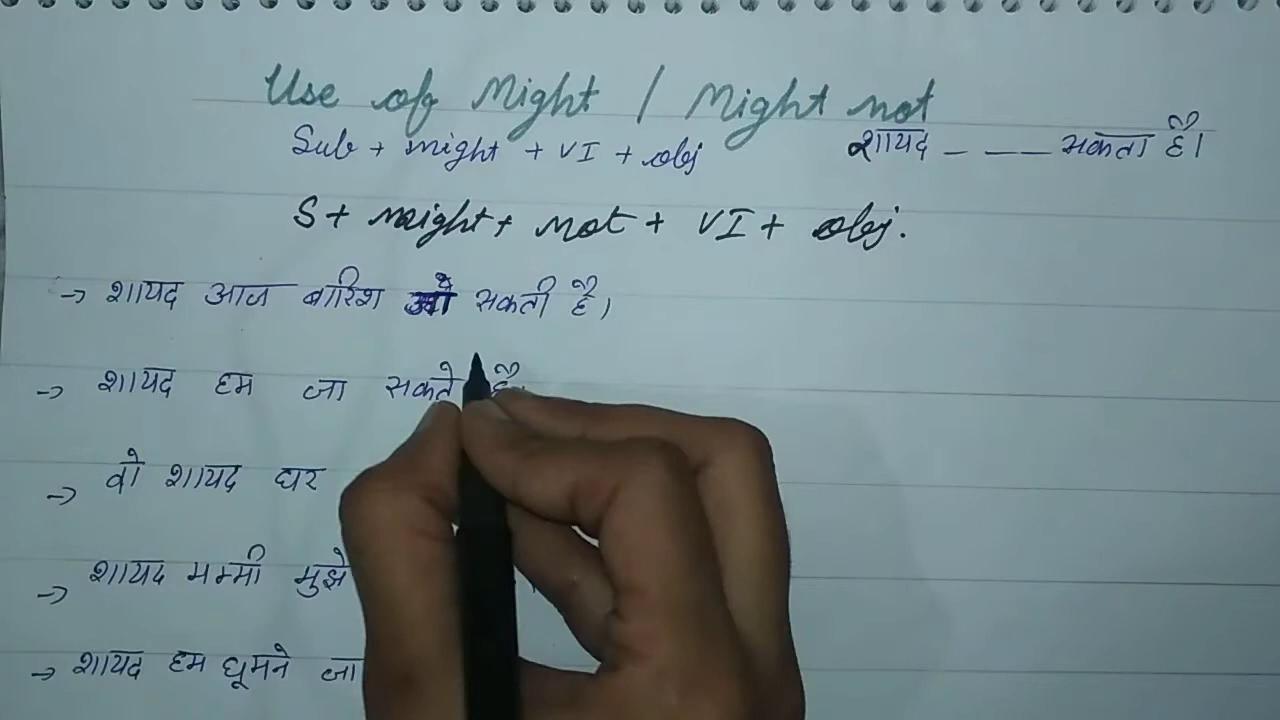 Use of Might / Might not
Sub + might + VI + obj शायद - - — सकता है।
S + might + not + VI + obj.
→ शायद आज बारिश हो सकती है।
→ शायद हम जा सकते हैं।
→ वो शायद घर
→ शायद मम्मी मुझे
→ शायद हम घूमने जा